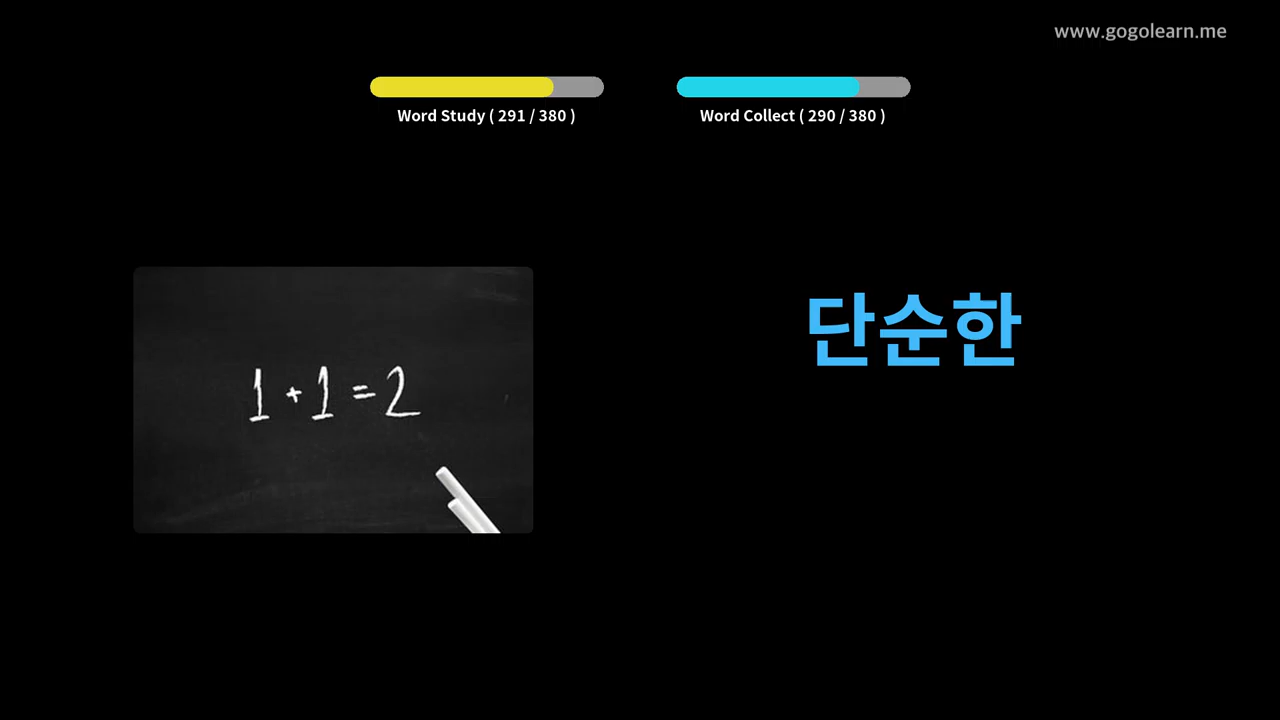 www.gogolearn.me
Word Study ( 291 / 380 )
Word Collect ( 290 / 380 )
1 + 1 = 2
단순한